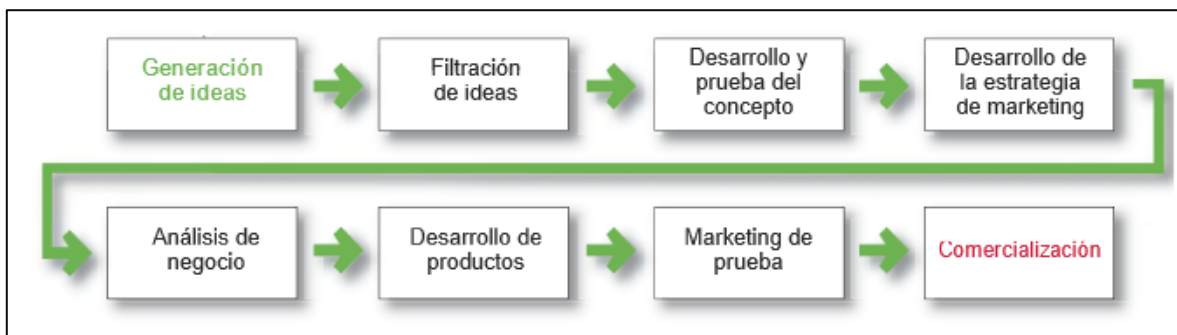 Generación
de ideas
Filtración
de ideas
Desarrollo y
prueba del
concepto
Desarrollo de
la estrategia
de marketing
Análisis de
negocio
Desarrollo de
productos
Marketing de
prueba
Comercialización